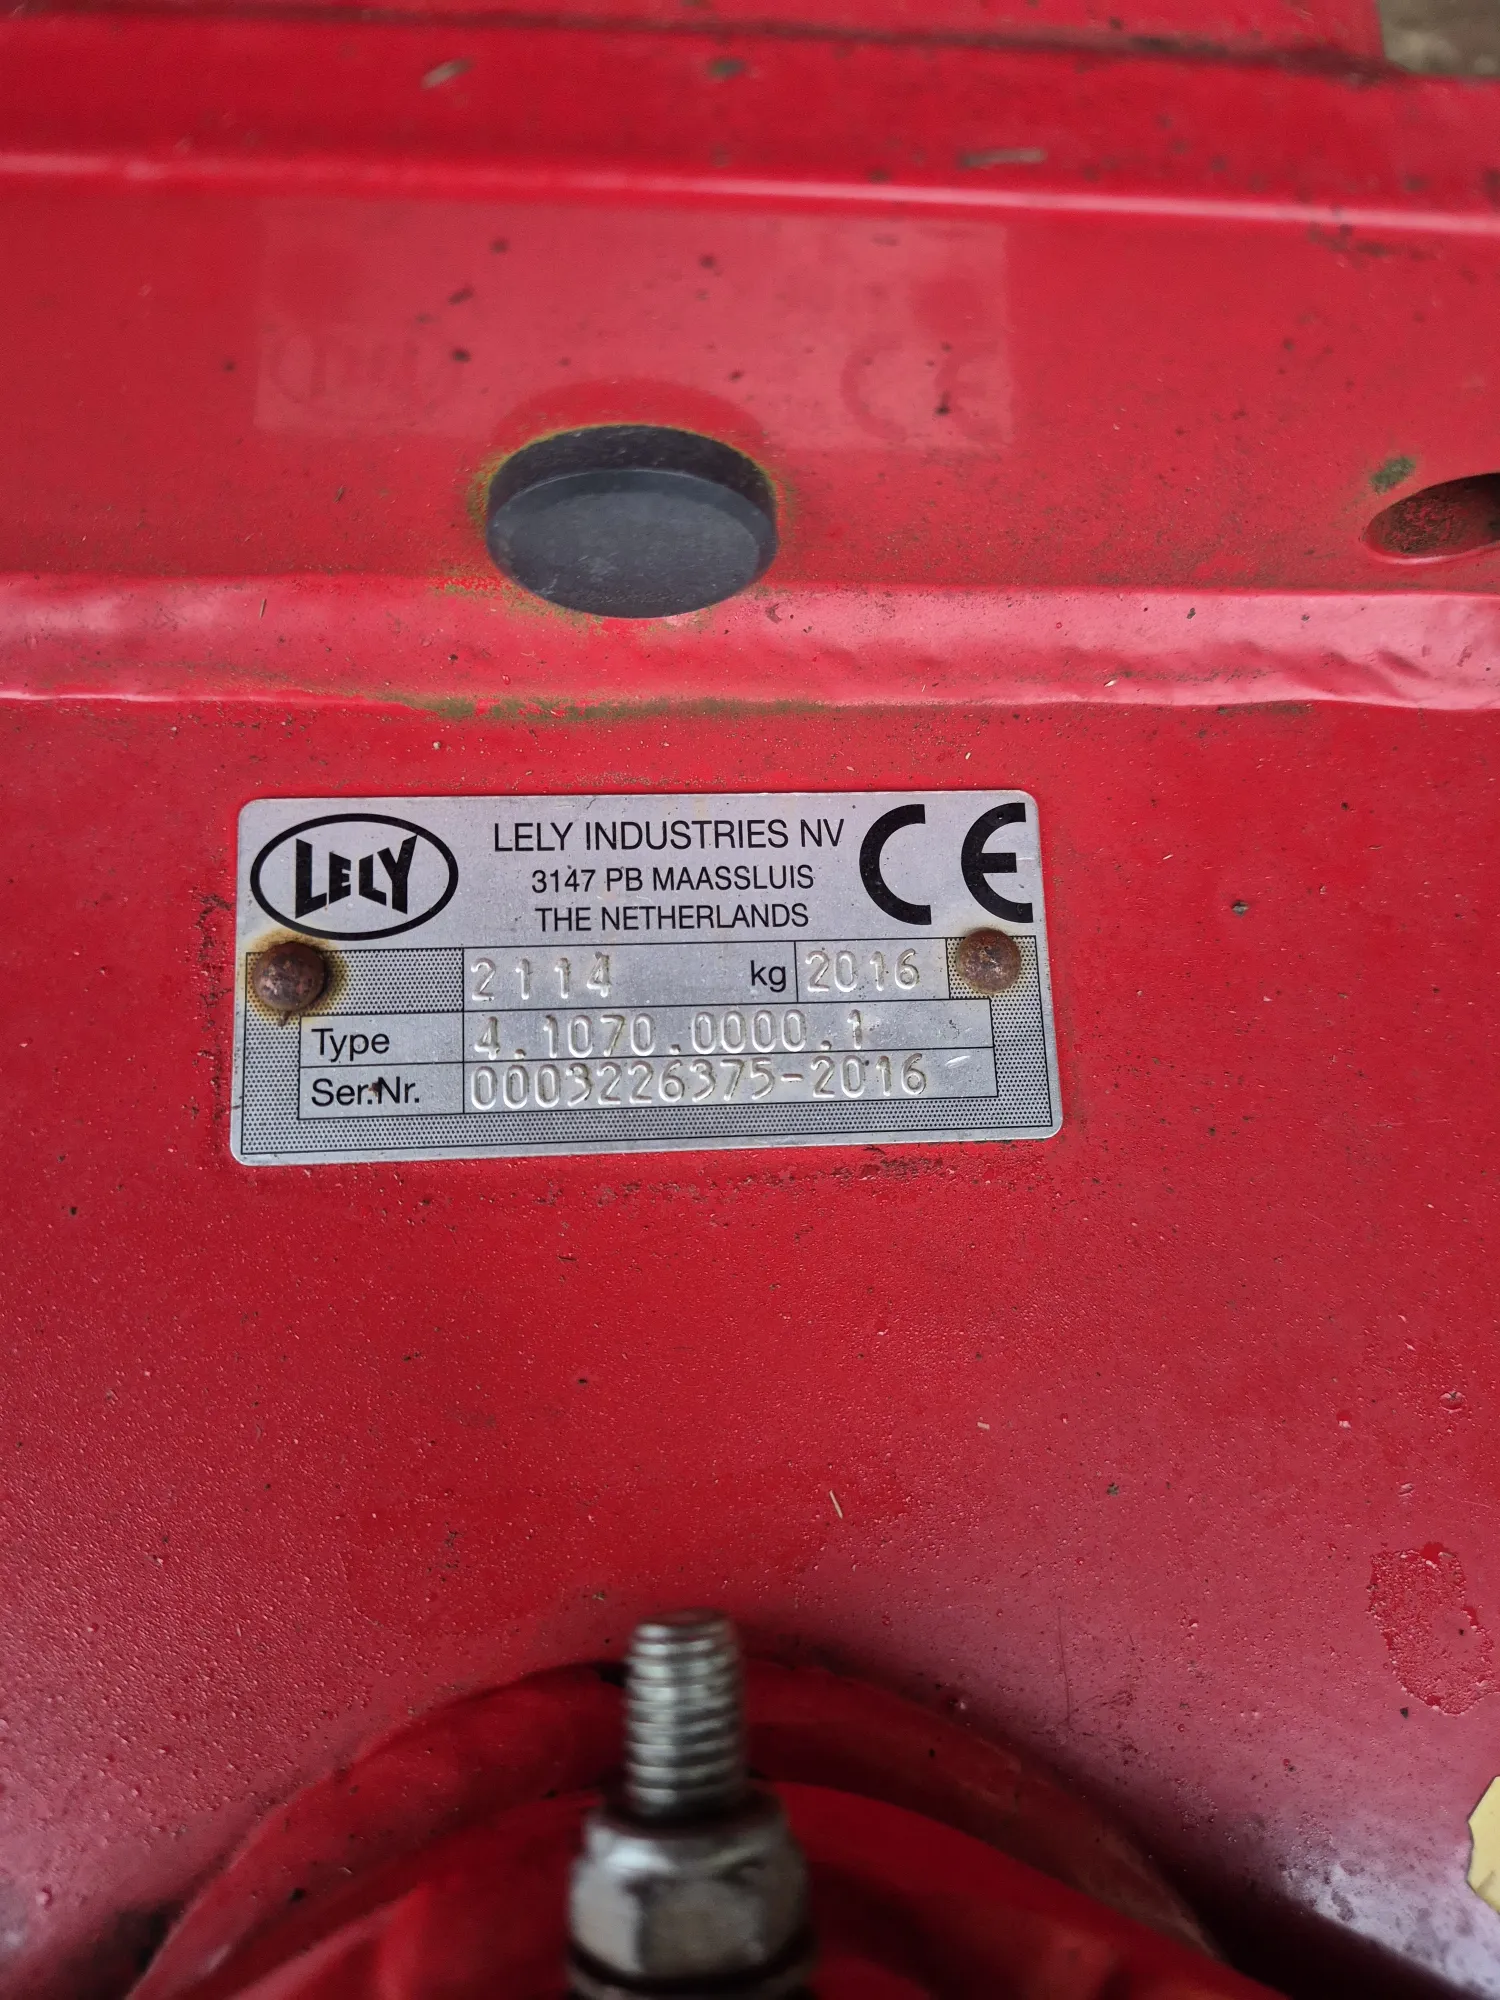 LELY
LELY INDUSTRIES NV
3147 PB MAASSLUIS
THE NETHERLANDS
CE
2114 kg 2016
Type 4.1070.0000.1
Ser.Nr. 0003226375-2016